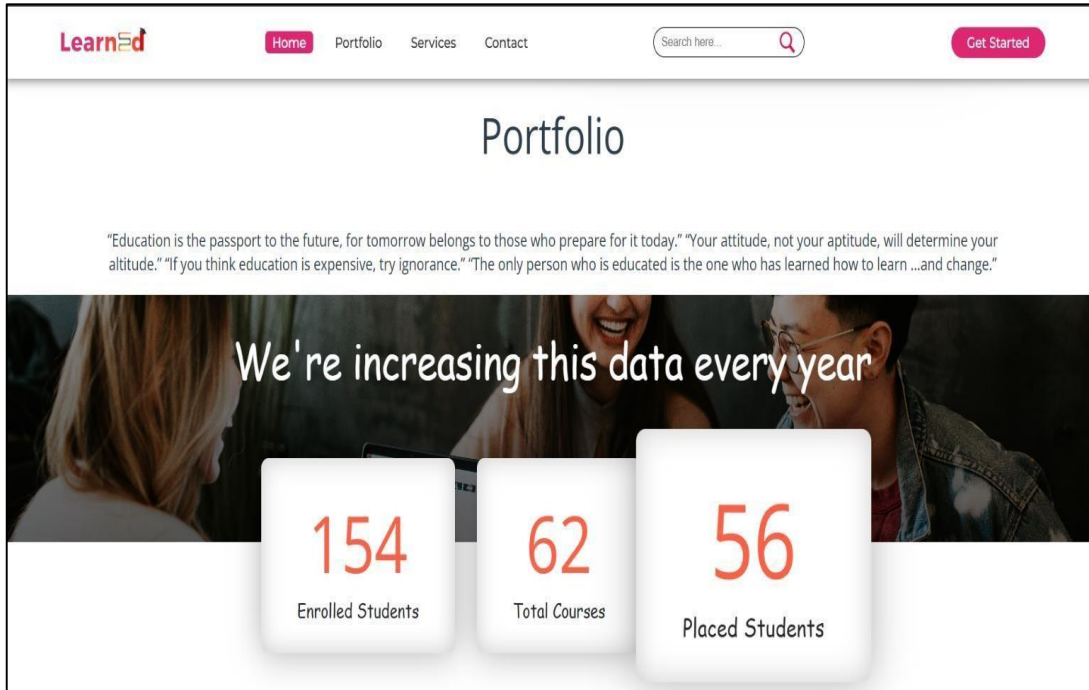 LearnEd
Home Portfolio Services Contact Search here... Get Started
Portfolio
“Education is the passport to the future, for tomorrow belongs to those who prepare for it today.” “Your attitude, not your aptitude, will determine your
altitude.” “If you think education is expensive, try ignorance.” “The only person who is educated is the one who has learned how to learn ...and change.”
We're increasing this data every year
154
Enrolled Students
62
Total Courses
56
Placed Students